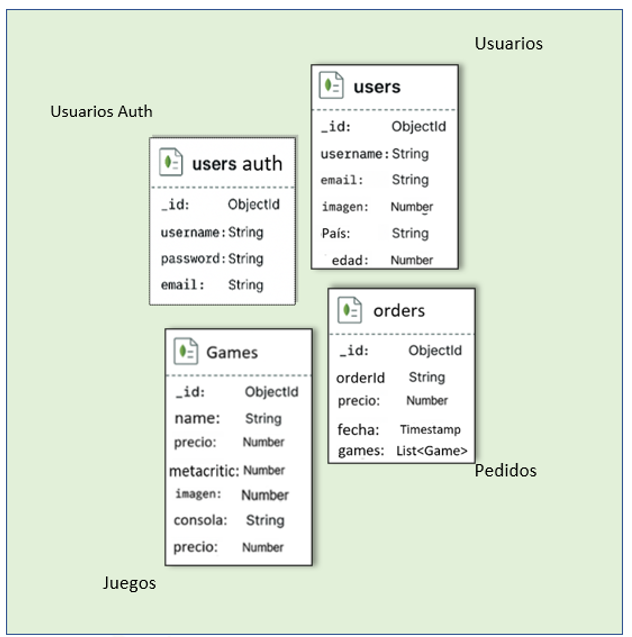 Usuarios
users
_id: ObjectId
username: String
email: String
imagen: Number
País: String
edad: Number
Usuarios Auth
users auth
_id: ObjectId
username: String
password: String
email: String
orders
_id: ObjectId
orderId String
precio: Number
fecha: Timestamp
games: List<Game>
Pedidos
Games
_id: ObjectId
name: String
precio: Number
metacritic: Number
imagen: Number
consola: String
precio: Number
Juegos